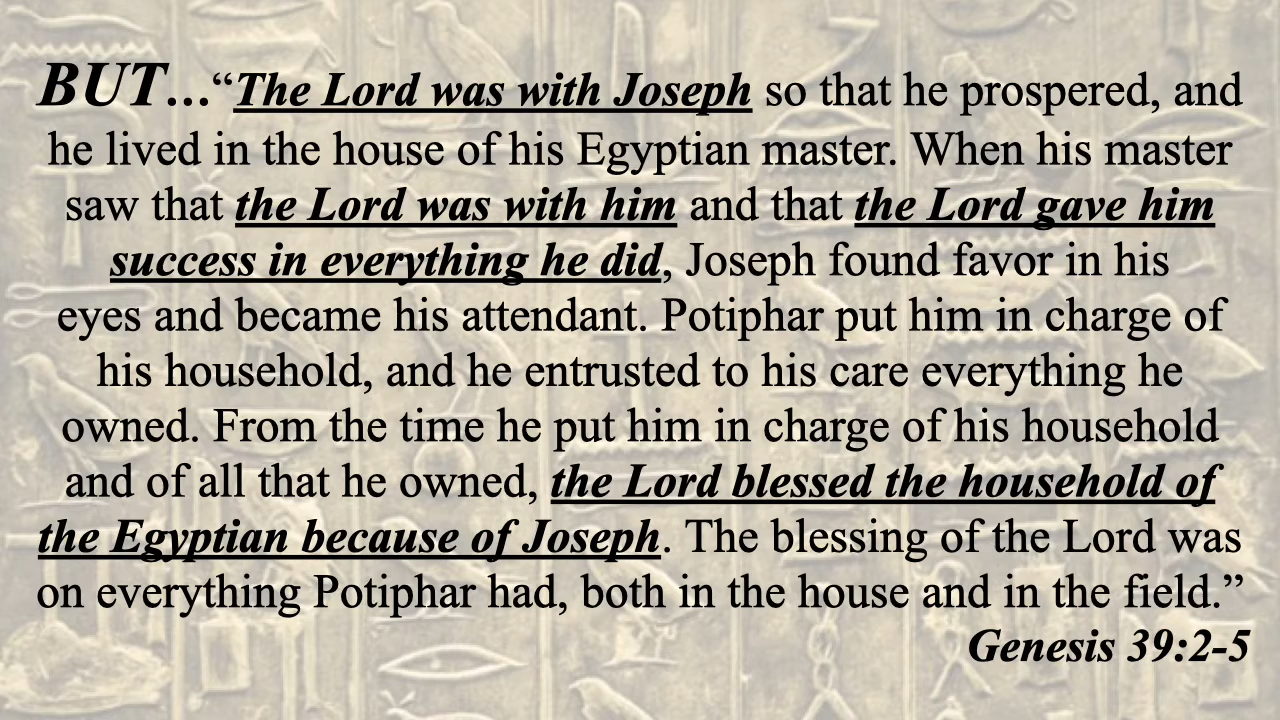 BUT...“The Lord was with Joseph so that he prospered, and
he lived in the house of his Egyptian master. When his master
saw that the Lord was with him and that the Lord gave him
success in everything he did, Joseph found favor in his
eyes and became his attendant. Potiphar put him in charge of
his household, and he entrusted to his care everything he
owned. From the time he put him in charge of his household
and of all that he owned, the Lord blessed the household of
the Egyptian because of Joseph. The blessing of the Lord was
on everything Potiphar had, both in the house and in the field.”
Genesis 39:2-5